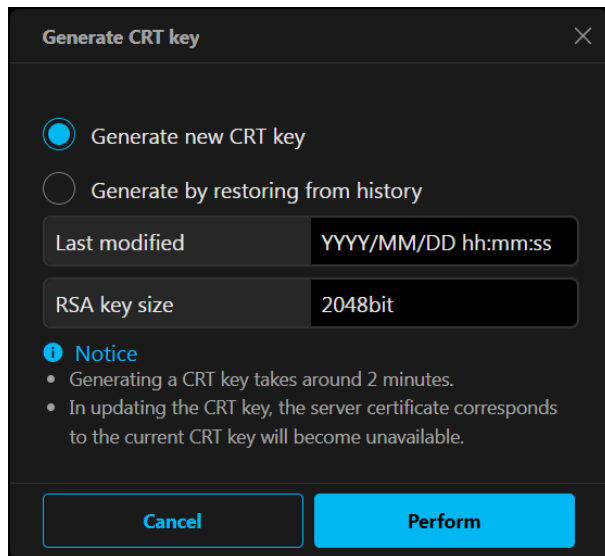 Generate CRT key
Generate new CRT key
Generate by restoring from history
Last modified YYYY/MM/DD hh:mm:ss
RSA key size 2048bit
Notice
Generating a CRT key takes around 2 minutes.
In updating the CRT key, the server certificate corresponds
to the current CRT key will become unavailable.
Cancel Perform